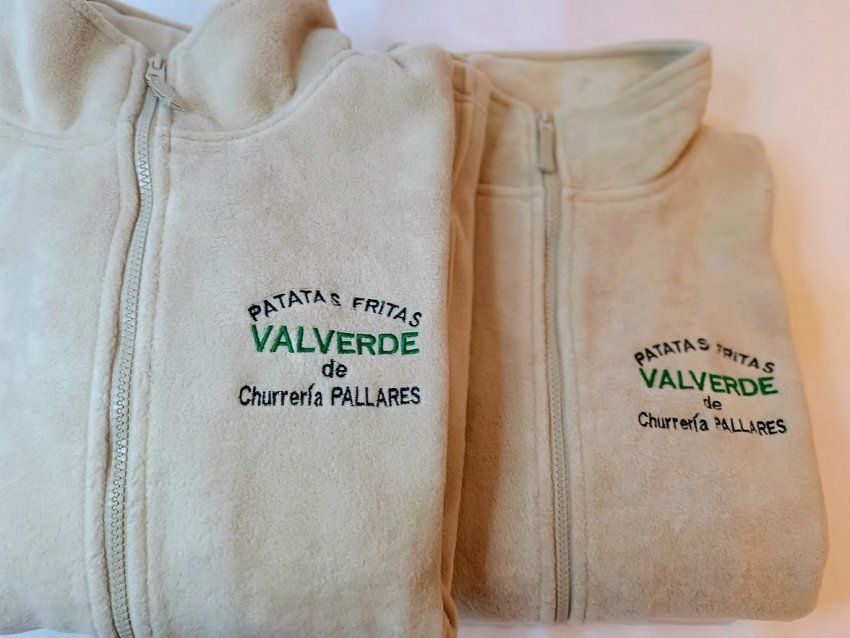 PATATAS FRITAS
VALVERDE
de
Churrería PALLARES
PATATAS FRITAS
VALVERDE
de
Churrería PALLARES